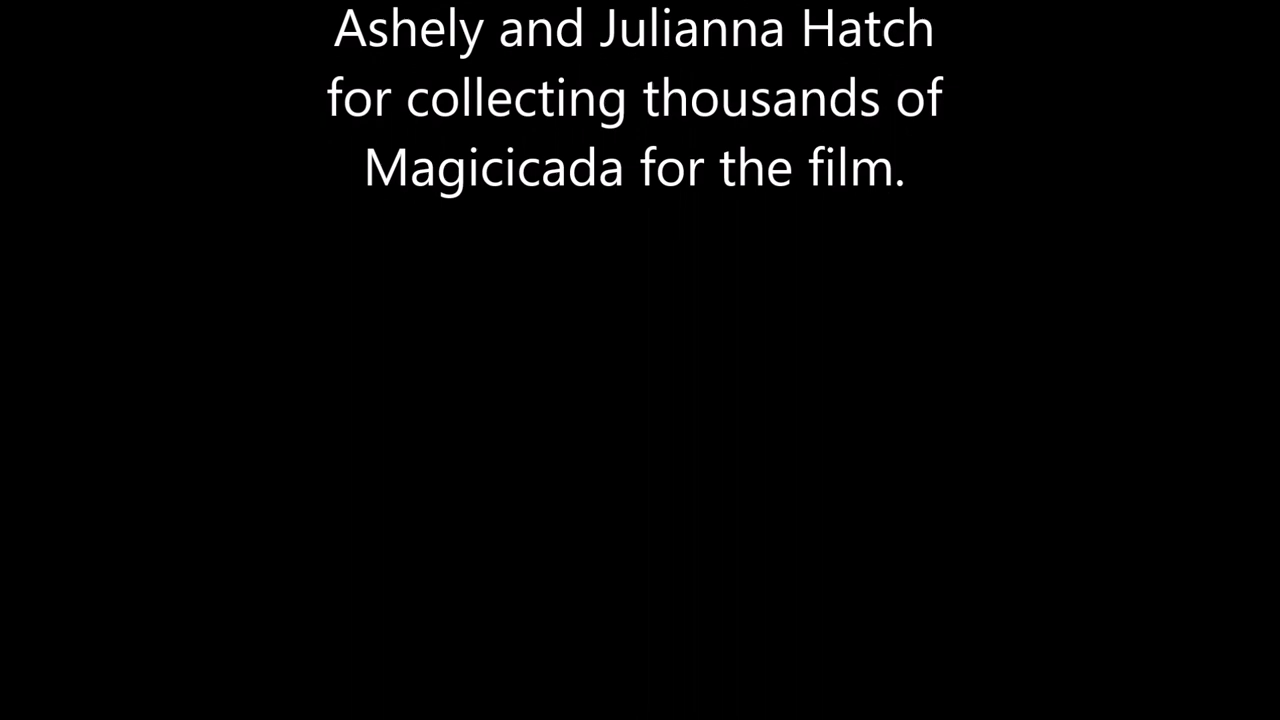 Ashely and Julianna Hatch
for collecting thousands of
Magicicada for the film.